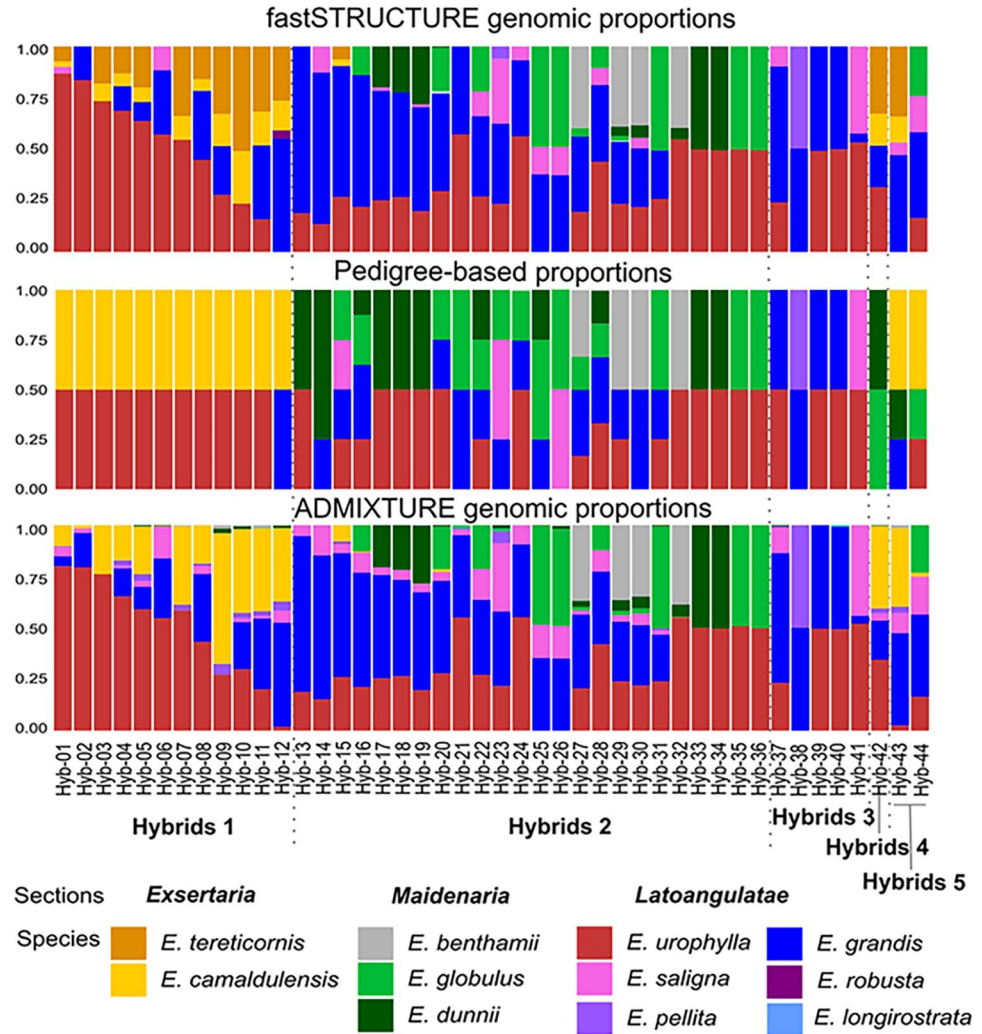 fastSTRUCTURE genomic proportions
1.00
0.75
0.50
0.25
0.00
Pedigree-based proportions
1.00
0.75
0.50
0.25
0.00
ADMIXTURE genomic proportions
1.00
0.75
0.50
0.25
0.00
Hyb-01 Hyb-02 Hyb-03 Hyb-04 Hyb-05 Hyb-06 Hyb-07 Hyb-08 Hyb-09 Hyb-10 Hyb-11 Hyb-12 Hyb-13 Hyb-14 Hyb-15 Hyb-16 Hyb-17 Hyb-18 Hyb-19 Hyb-20 Hyb-21 Hyb-22 Hyb-23 Hyb-24 Hyb-25 Hyb-26 Hyb-27 Hyb-28 Hyb-29 Hyb-30 Hyb-31 Hyb-32 Hyb-33 Hyb-34 Hyb-35 Hyb-36 Hyb-37 Hyb-38 Hyb-39 Hyb-40 Hyb-41 Hyb-42 Hyb-43 Hyb-44
Hybrids 1 Hybrids 2 Hybrids 3
Hybrids 4
Hybrids 5
Sections Exsertaria Maidenaria Latoangulatae
Species E. tereticornis E. benthamii E. urophylla E. grandis
E. camaldulensis E. globulus E. saligna E. robusta
E. dunnii E. pellita E. longirostrata